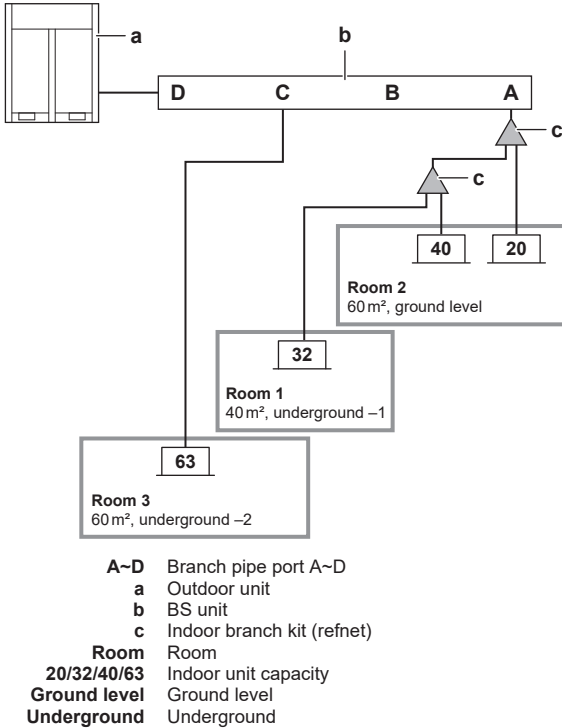 a
b
D C B A
c
c
40 20
Room 2
60 m², ground level
32
Room 1
40 m², underground –1
63
Room 3
60 m², underground –2
A~D Branch pipe port A~D
a Outdoor unit
b BS unit
c Indoor branch kit (refnet)
Room Room
20/32/40/63 Indoor unit capacity
Ground level Ground level
Underground Underground